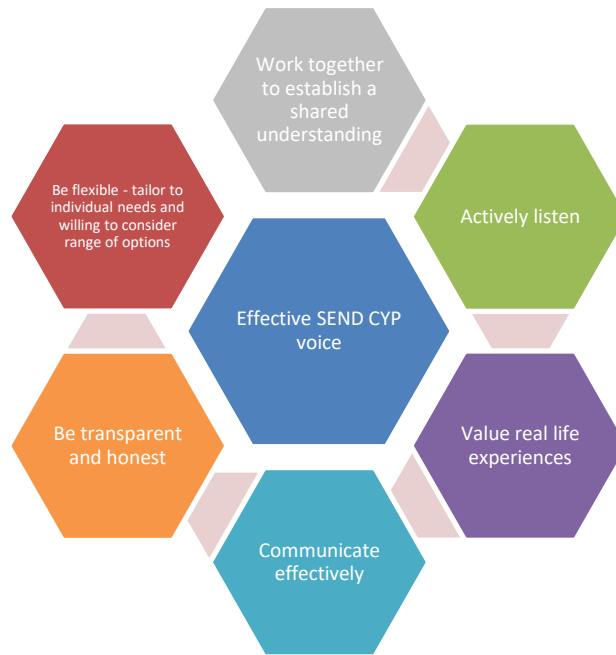 Work together
to establish a
shared
understanding
Be flexible - tailor to
individual needs and
willing to consider
range of options
Actively listen
Effective SEND CYP
voice
Be transparent
and honest
Value real life
experiences
Communicate
effectively